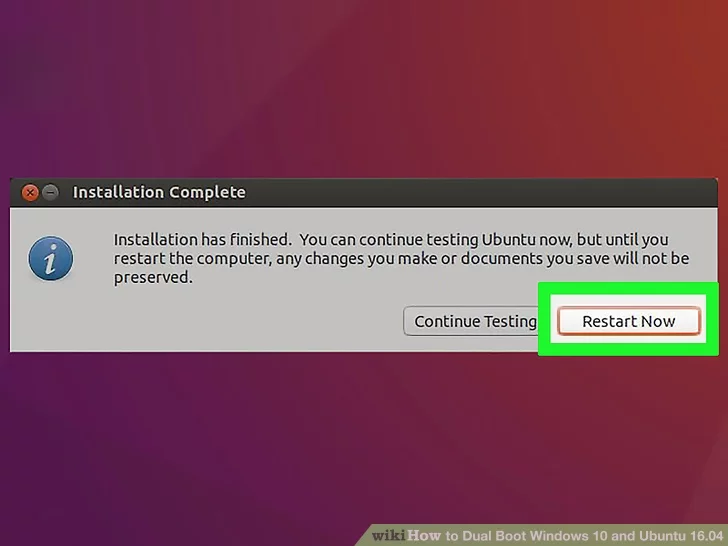 Installation Complete
Installation has finished. You can continue testing Ubuntu now, but until you
restart the computer, any changes you make or documents you save will not be
preserved.
Continue Testing
Restart Now
wikiHow to Dual Boot Windows 10 and Ubuntu 16.04